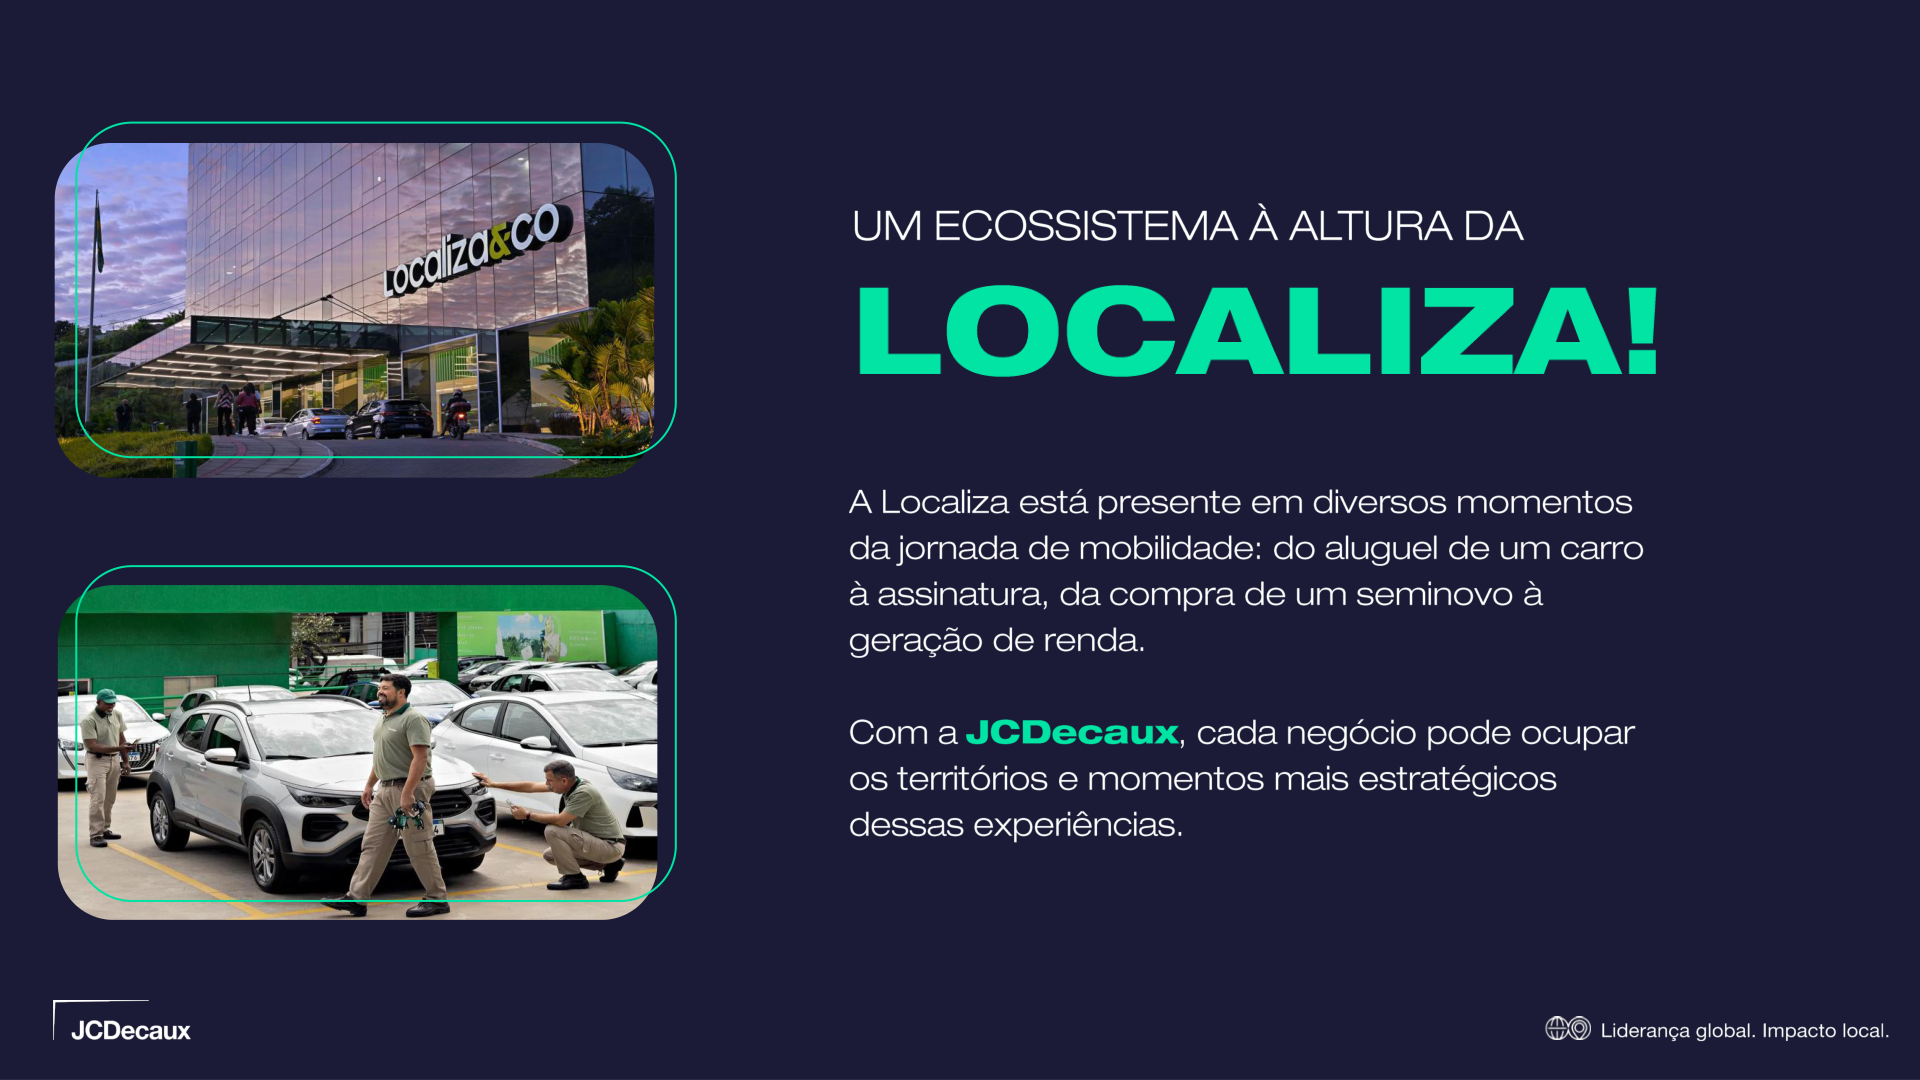 Localiza&CO
UM ECOSSISTEMA À ALTURA DA
LOCALIZA!
A Localiza está presente em diversos momentos
da jornada de mobilidade: do aluguel de um carro
à assinatura, da compra de um seminovo à
geração de renda.
Com a JCDecaux, cada negócio pode ocupar
os territórios e momentos mais estratégicos
dessas experiências.
JCDecaux
Liderança global. Impacto local.